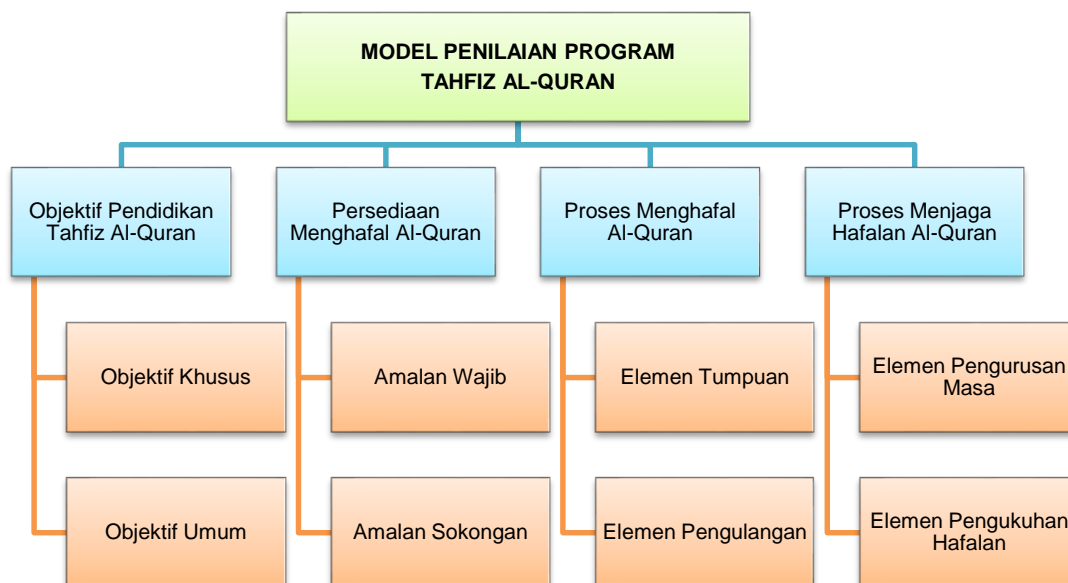 MODEL PENILAIAN PROGRAM
TAHFIZ AL-QURAN
Objektif Pendidikan
Tahfiz Al-Quran
Persediaan
Menghafal Al-Quran
Proses Menghafal
Al-Quran
Proses Menjaga
Hafalan Al-Quran
Objektif Khusus
Amalan Wajib
Elemen Tumpuan
Elemen Pengurusan
Masa
Objektif Umum
Amalan Sokongan
Elemen Pengulangan
Elemen Pengukuhan
Hafalan